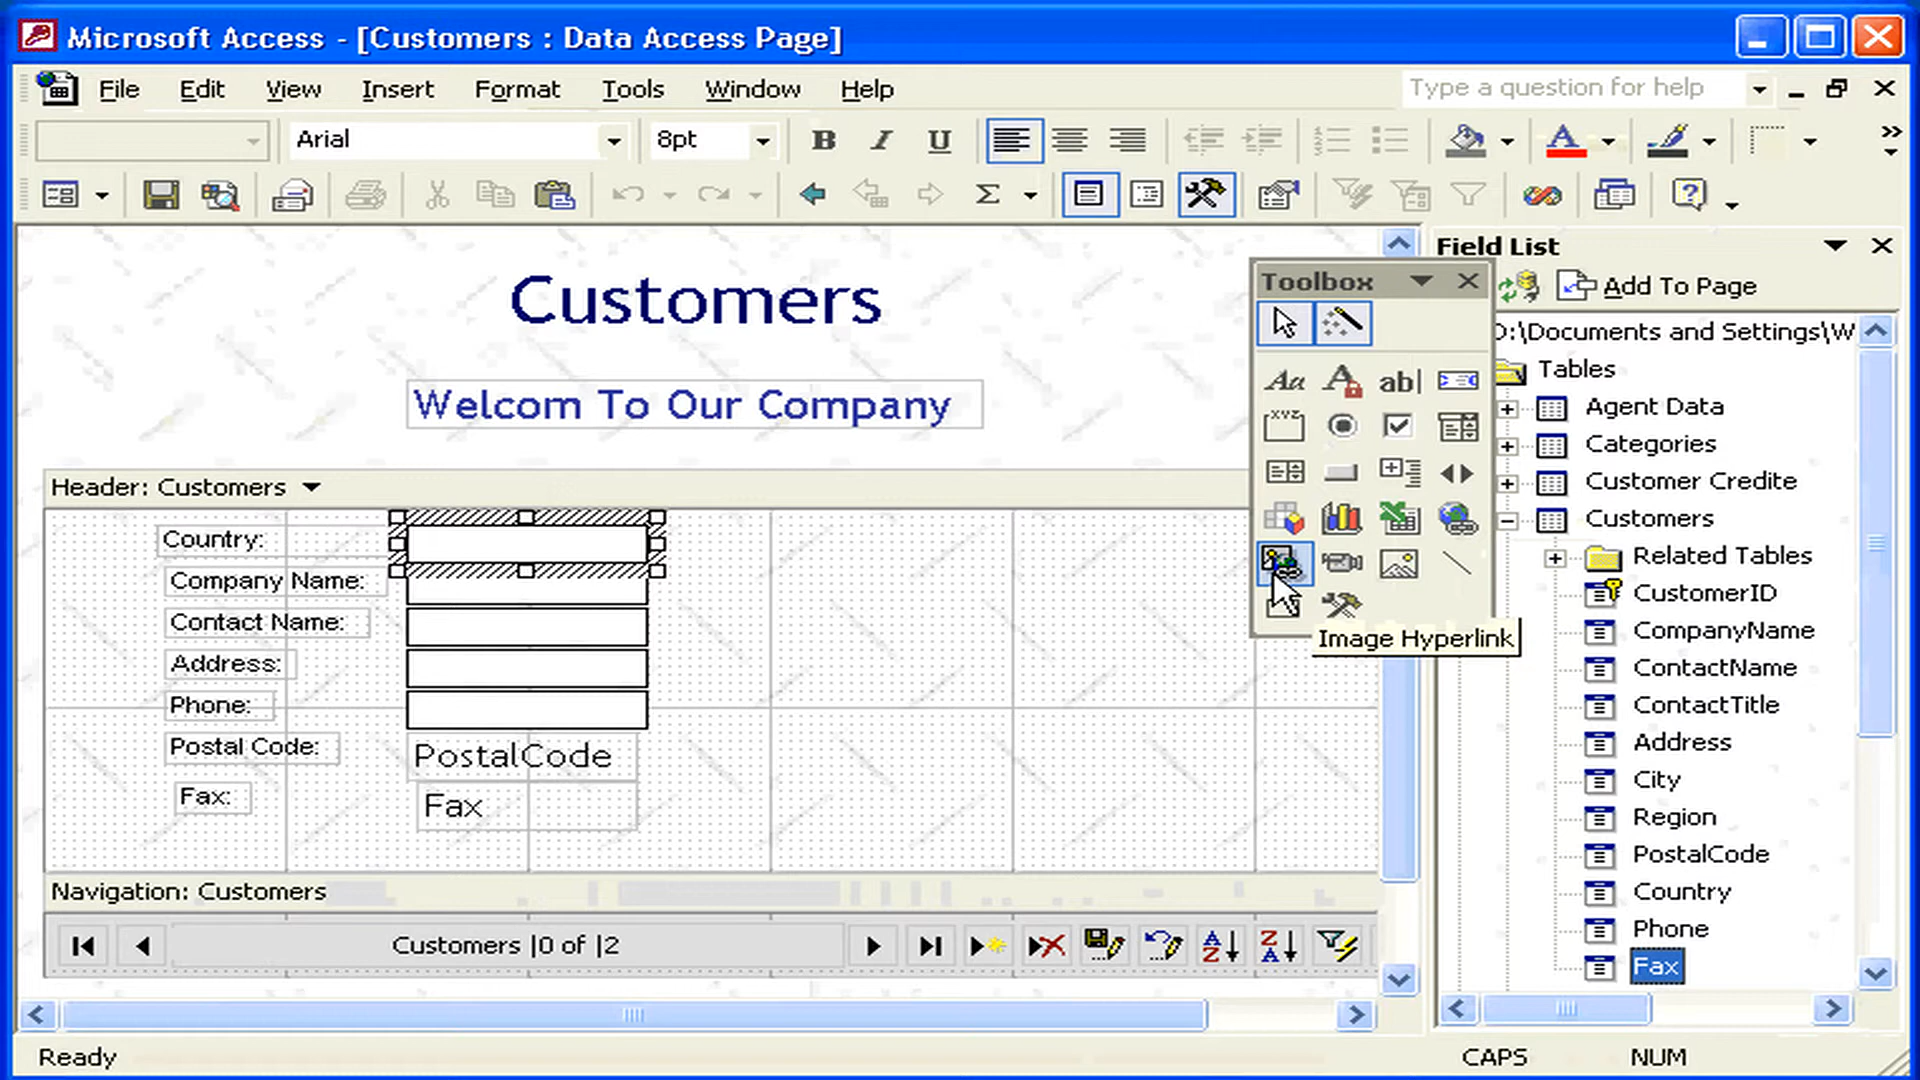 Microsoft Access - [Customers : Data Access Page]
File Edit View Insert Format Tools Window Help
Type a question for help
Arial 8pt B I U A
Σ
Customers
Welcom To Our Company
Header: Customers
Country:
Company Name:
Contact Name:
Address:
Phone:
Postal Code: PostalCode
Fax: Fax
Navigation: Customers
Customers |0 of |2
Toolbox
Aa A ab|
xyz
Image Hyperlink
Field List
Add To Page
D:\Documents and Settings\W
Tables
Agent Data
Categories
Customer Credite
Customers
Related Tables
CustomerID
CompanyName
ContactName
ContactTitle
Address
City
Region
PostalCode
Country
Phone
Fax
Ready CAPS NUM